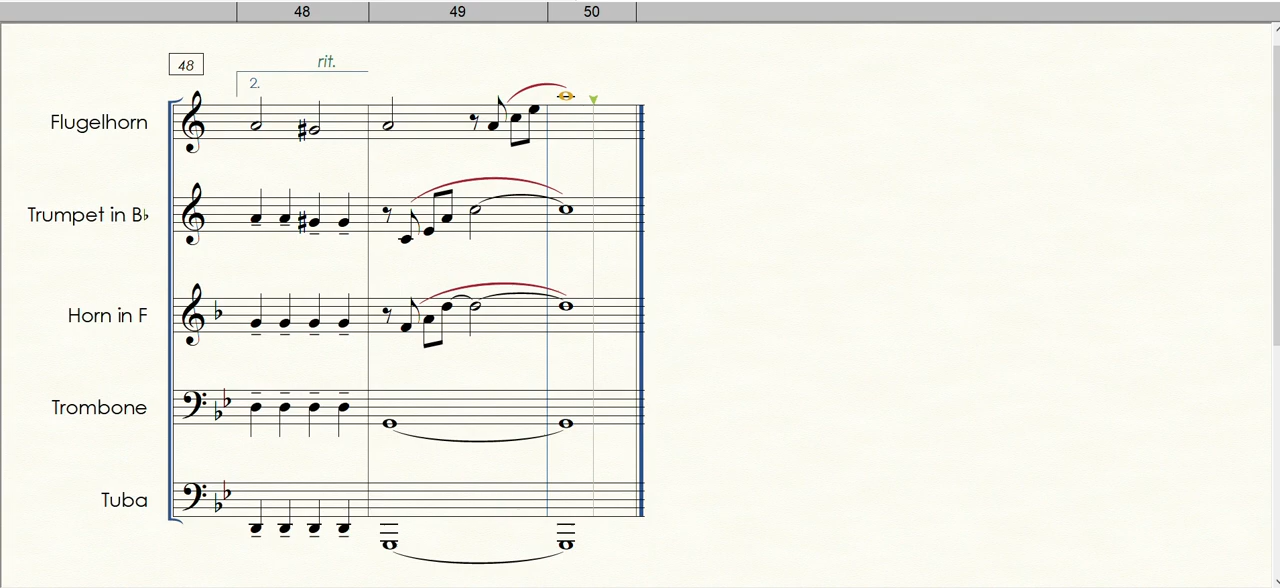 48 49 50
48
rit.
2.
Flugelhorn
Trumpet in B♭
Horn in F
Trombone
Tuba